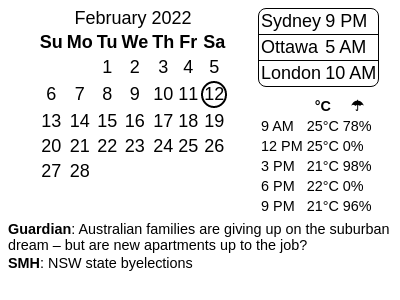 February 2022
Su Mo Tu We Th Fr Sa
1 2 3 4 5
6 7 8 9 10 11 12
13 14 15 16 17 18 19
20 21 22 23 24 25 26
27 28
Sydney 9 PM
Ottawa 5 AM
London 10 AM
°C ☂
9 AM 25°C 78%
12 PM 25°C 0%
3 PM 21°C 98%
6 PM 22°C 0%
9 PM 21°C 96%
Guardian: Australian families are giving up on the suburban
dream – but are new apartments up to the job?
SMH: NSW state byelections